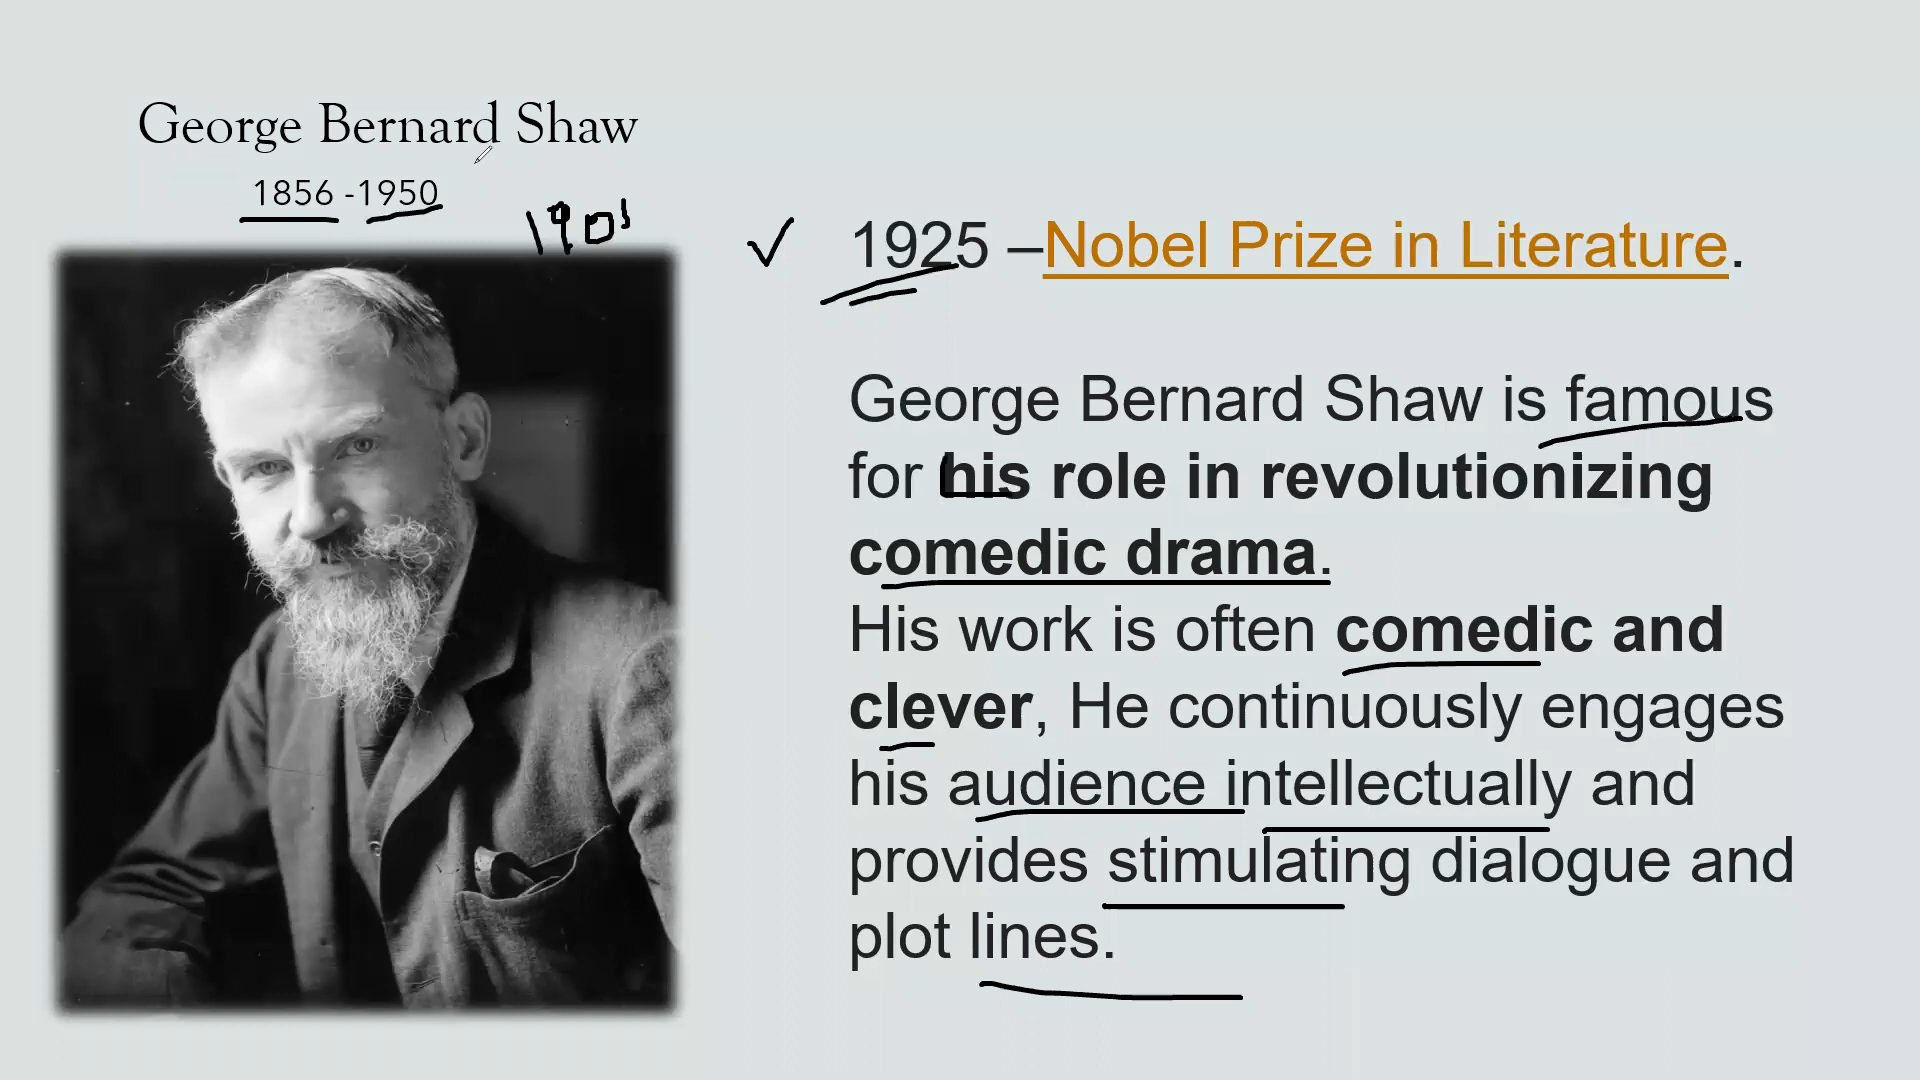 George Bernard Shaw
1856 -1950
1901
1925 –Nobel Prize in Literature.
George Bernard Shaw is famous
for his role in revolutionizing
comedic drama.
His work is often comedic and
clever, He continuously engages
his audience intellectually and
provides stimulating dialogue and
plot lines.